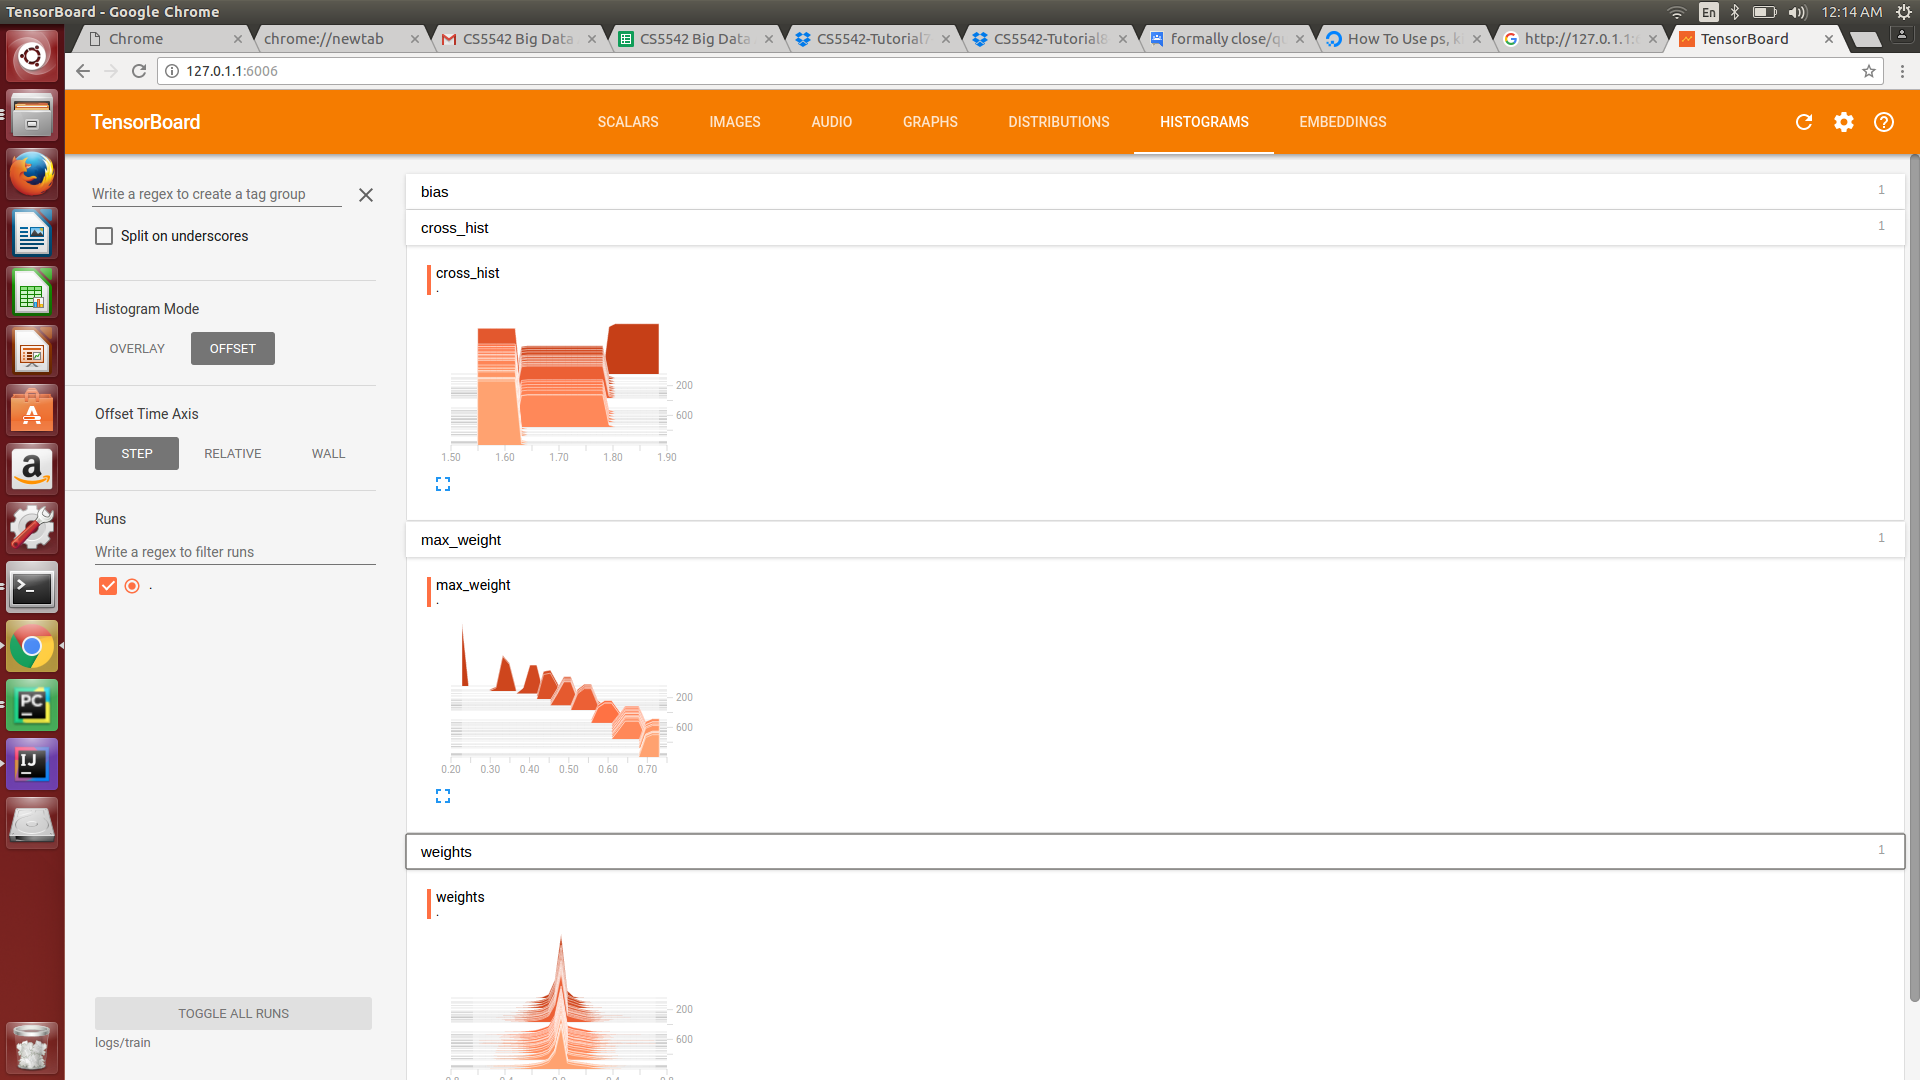 TensorBoard - Google Chrome
En
12:14 AM
Chrome
chrome://newtab
CS5542 Big Data
CS5542 Big Data
CS5542-Tutorial7
CS5542-Tutorial8
formally close/qu
How To Use ps, ki
http://127.0.1.1:6
TensorBoard
127.0.1.1:6006
TensorBoard
SCALARS
IMAGES
AUDIO
GRAPHS
DISTRIBUTIONS
HISTOGRAMS
EMBEDDINGS
Write a regex to create a tag group
Split on underscores
Histogram Mode
OVERLAY
OFFSET
Offset Time Axis
STEP
RELATIVE
WALL
Runs
Write a regex to filter runs
.
TOGGLE ALL RUNS
logs/train
bias
1
cross_hist
1
cross_hist
.
200
600
1.50 1.60 1.70 1.80 1.90
max_weight
1
max_weight
.
200
600
0.20 0.30 0.40 0.50 0.60 0.70
weights
1
weights
.
200
600
PC
IJ